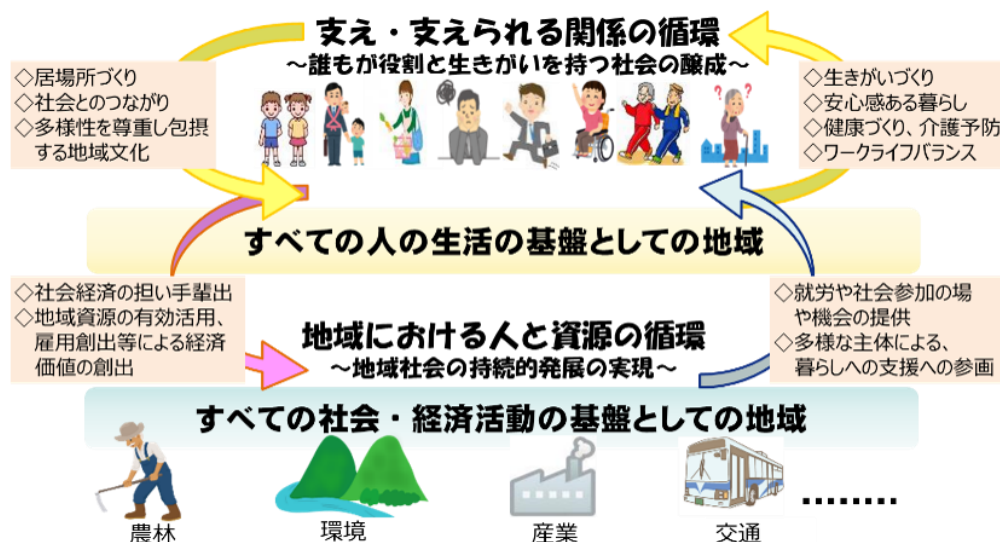 支え・支えられる関係の循環
～誰もが役割と生きがいを持つ社会の醸成～
◇居場所づくり
◇社会とのつながり
◇多様性を尊重し包摂
する地域文化
◇生きがいづくり
◇安心感ある暮らし
◇健康づくり、介護予防
◇ワークライフバランス
? ?
すべての人の生活の基盤としての地域
◇社会経済の担い手輩出
◇地域資源の有効活用、
雇用創出等による経済
価値の創出
地域における人と資源の循環
～地域社会の持続的発展の実現～
◇就労や社会参加の場
や機会の提供
◇多様な主体による、
暮らしへの支援への参画
すべての社会・経済活動の基盤としての地域
農林
環境
産業
交通
………